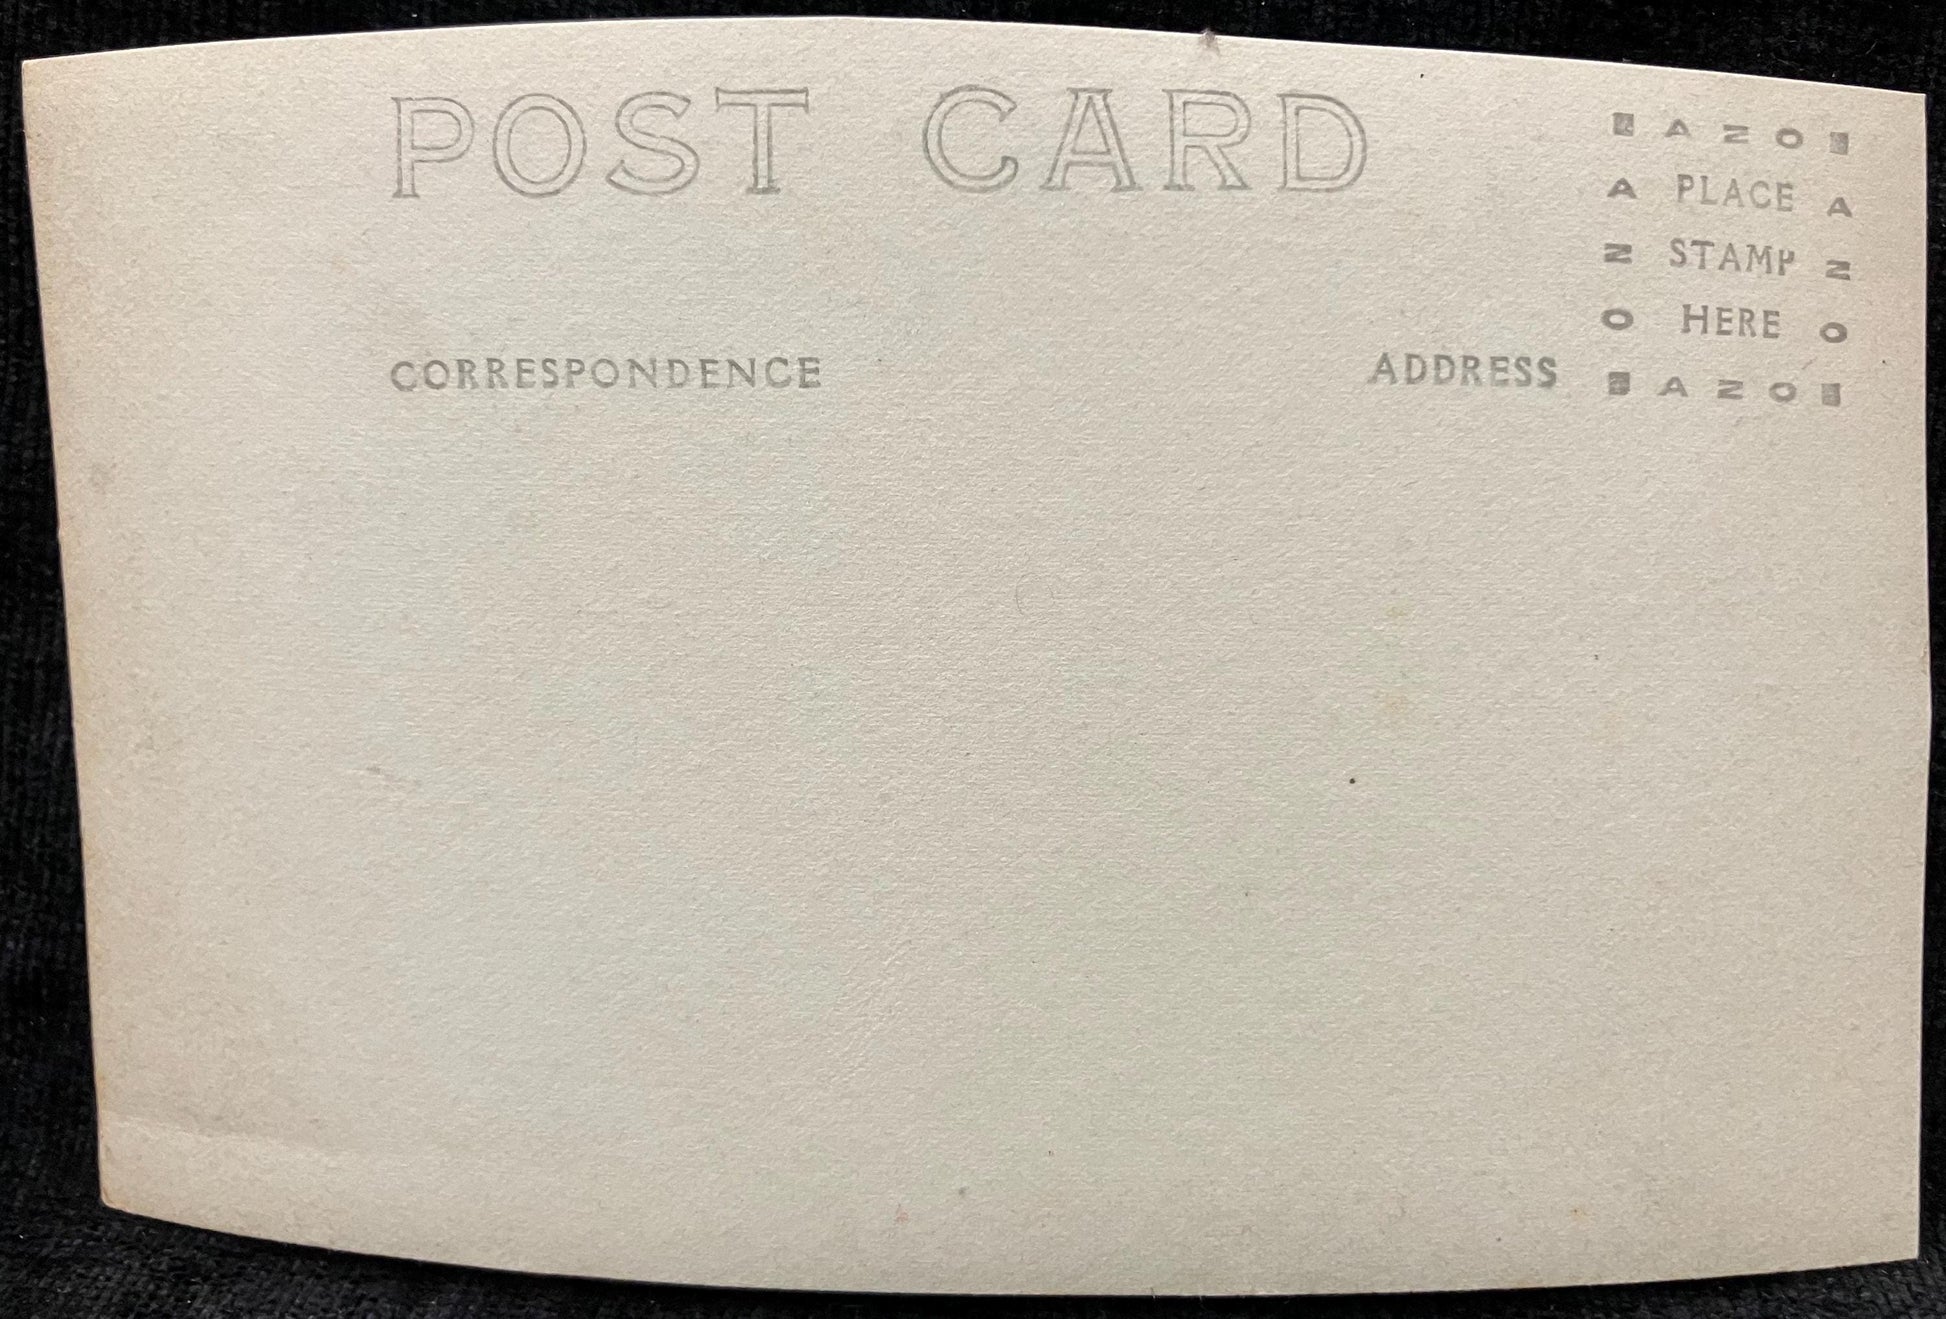 POST CARD
AZO
A PLACE A
Z STAMP Z
O HERE O
AZO
CORRESPONDENCE
ADDRESS